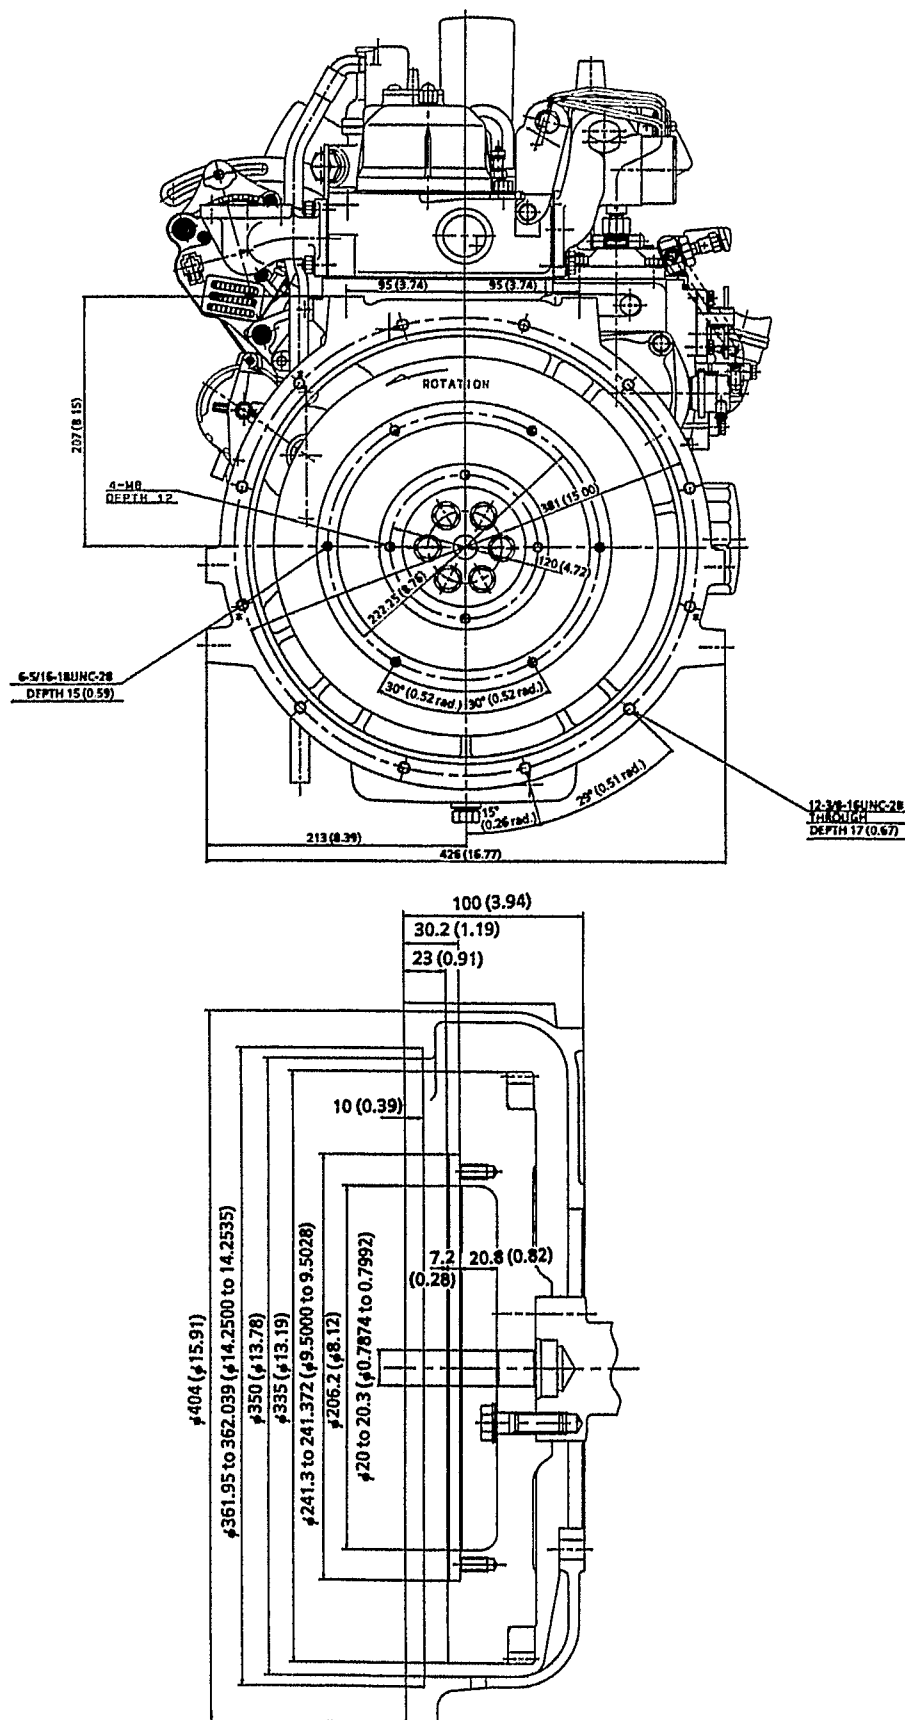 95 (3.74)
95 (3.74)
ROTATION
207 (8.15)
4-M8
DEPTH 12
381 (15.00)
120 (4.72)
222.25 (8.76)
6-5/16-18UNC-2B
DEPTH 15 (0.59)
30° (0.52 rad.)
30° (0.52 rad.)
29° (0.51 rad.)
15°
(0.26 rad.)
12-3/8-16UNC-2B
THROUGH
DEPTH 17 (0.67)
213 (8.39)
426 (16.77)
100 (3.94)
30.2 (1.19)
23 (0.91)
10 (0.39)
7.2
(0.28)
20.8 (0.82)
ϕ404 (ϕ15.91)
ϕ361.95 to 362.039 (ϕ14.2500 to 14.2535)
ϕ350 (ϕ13.78)
ϕ335 (ϕ13.19)
ϕ241.3 to 241.372 (ϕ9.5000 to 9.5028)
ϕ206.2 (ϕ8.12)
ϕ20 to 20.3 (ϕ0.7874 to 0.7992)